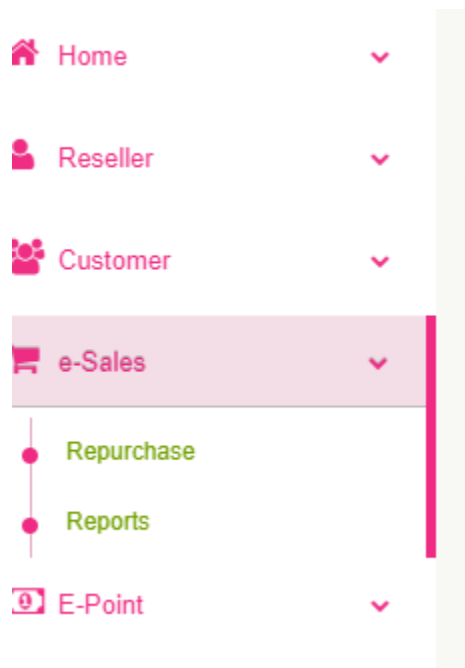 Home
Reseller
Customer
e-Sales
Repurchase
Reports
E-Point